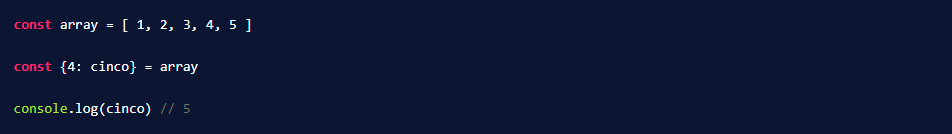 const array = [ 1, 2, 3, 4, 5 ]
const {4: cinco} = array
console.log(cinco) // 5